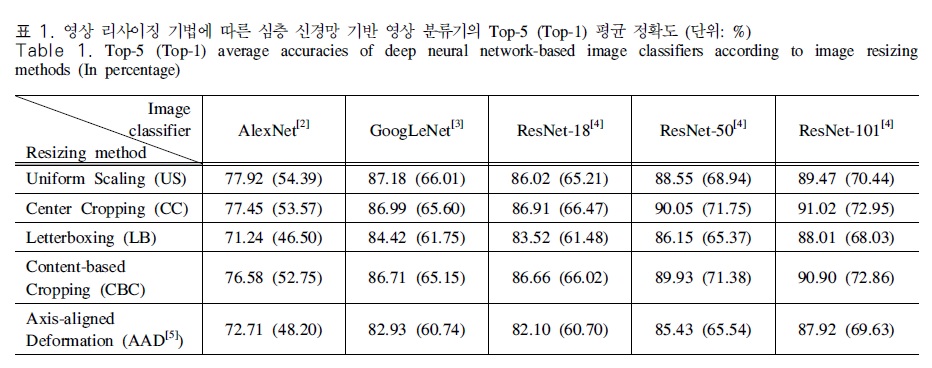 표 1. 영상 리사이징 기법에 따른 심층 신경망 기반 영상 분류기의 Top-5 (Top-1) 평균 정확도 (단위: %)
Table 1. Top-5 (Top-1) average accuracies of deep neural network-based image classifiers according to image resizing
methods (In percentage)
Image
classifier
Resizing method
AlexNet[2] GoogLeNet[3] ResNet-18[4] ResNet-50[4] ResNet-101[4]
Uniform Scaling (US) 77.92 (54.39) 87.18 (66.01) 86.02 (65.21) 88.55 (68.94) 89.47 (70.44)
Center Cropping (CC) 77.45 (53.57) 86.99 (65.60) 86.91 (66.47) 90.05 (71.75) 91.02 (72.95)
Letterboxing (LB) 71.24 (46.50) 84.42 (61.75) 83.52 (61.48) 86.15 (65.37) 88.01 (68.03)
Content-based
Cropping (CBC) 76.58 (52.75) 86.71 (65.15) 86.66 (66.02) 89.93 (71.38) 90.90 (72.86)
Axis-aligned
Deformation (AAD[5]) 72.71 (48.20) 82.93 (60.74) 82.10 (60.70) 85.43 (65.54) 87.92 (69.63)